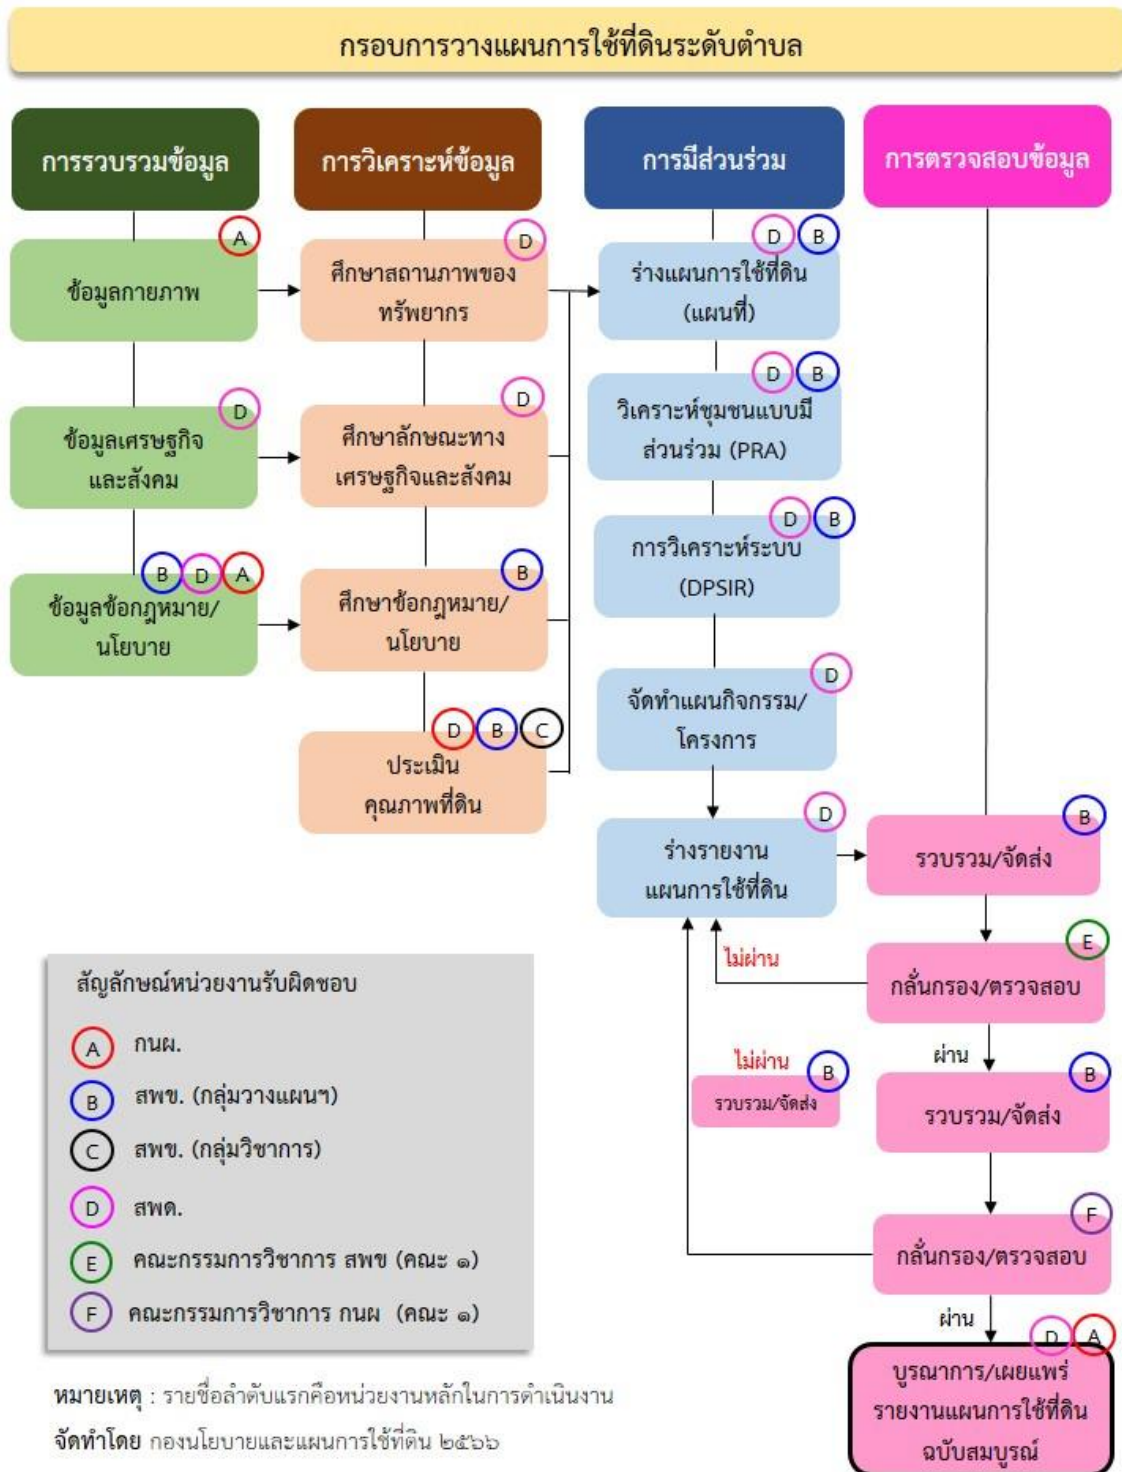 กรอบการวางแผนการใช้ที่ดินระดับตำบล
การรวบรวมข้อมูล
A
ข้อมูลกายภาพ
D
ข้อมูลเศรษฐกิจ
และสังคม
B D A
ข้อมูลข้อกฎหมาย/
นโยบาย
การวิเคราะห์ข้อมูล
D
ศึกษาสถานภาพของ
ทรัพยากร
D
ศึกษาลักษณะทาง
เศรษฐกิจและสังคม
B
ศึกษาข้อกฎหมาย/
นโยบาย
D B C
ประเมิน
คุณภาพที่ดิน
การมีส่วนร่วม
D B
ร่างแผนการใช้ที่ดิน
(แผนที่)
D B
วิเคราะห์ชุมชนแบบมี
ส่วนร่วม (PRA)
D B
การวิเคราะห์ระบบ
(DPSIR)
D
จัดทำแผนกิจกรรม/
โครงการ
D
ร่างรายงาน
แผนการใช้ที่ดิน
การตรวจสอบข้อมูล
B
รวบรวม/จัดส่ง
E
กลั่นกรอง/ตรวจสอบ
ไม่ผ่าน
ผ่าน
B
รวบรวม/จัดส่ง
F
กลั่นกรอง/ตรวจสอบ
ไม่ผ่าน
B
รวบรวม/จัดส่ง
ผ่าน
D A
บูรณาการ/เผยแพร่
รายงานแผนการใช้ที่ดิน
ฉบับสมบูรณ์
สัญลักษณ์หน่วยงานรับผิดชอบ
A กนผ.
B สพข. (กลุ่มวางแผนฯ)
C สพข. (กลุ่มวิชาการ)
D สพด.
E คณะกรรมการวิชาการ สพข (คณะ ๑)
F คณะกรรมการวิชาการ กนผ (คณะ ๑)
หมายเหตุ : รายชื่อลำดับแรกคือหน่วยงานหลักในการดำเนินงาน
จัดทำโดย กองนโยบายและแผนการใช้ที่ดิน ๒๕๖๖